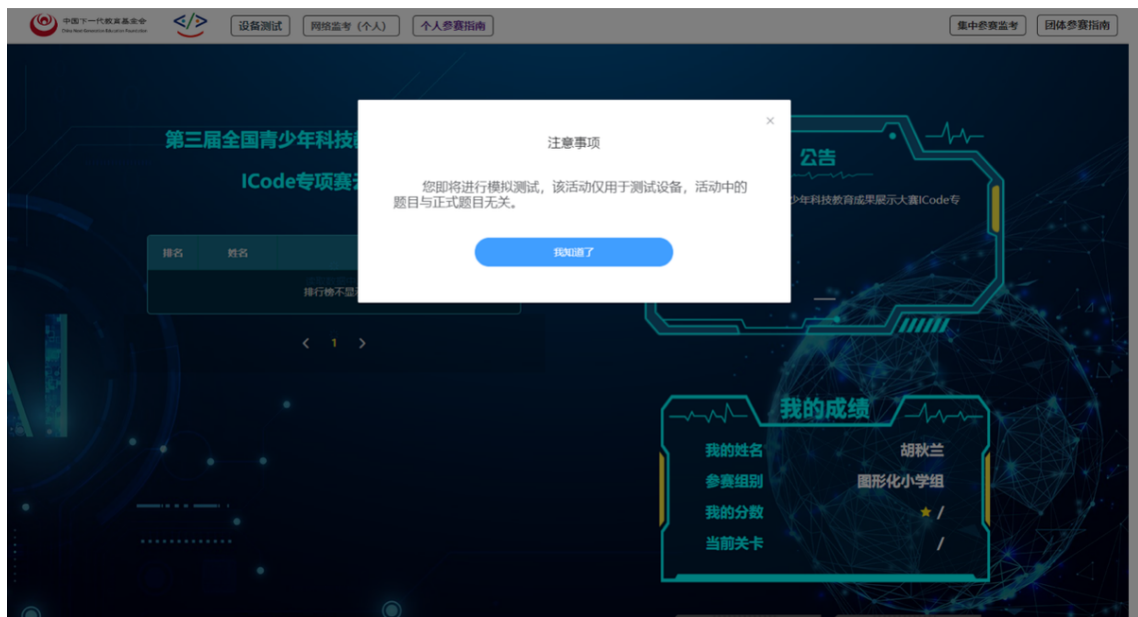 中国下一代教育基金会
China Next Generation Education Foundation
</>
设备测试
网络监考（个人）
个人参赛指南
集中参赛监考
团体参赛指南
第三届全国青少年科技
ICode专项赛
注意事项
×
您即将进行模拟测试，该活动仅用于测试设备，活动中的
题目与正式题目无关。
我知道了
公告
少年科技教育成果展示大赛ICode专
排名 姓名
排行榜不显
< 1 >
我的成绩
我的姓名 胡秋兰
参赛组别 图形化小学组
我的分数 ★ /
当前关卡 /